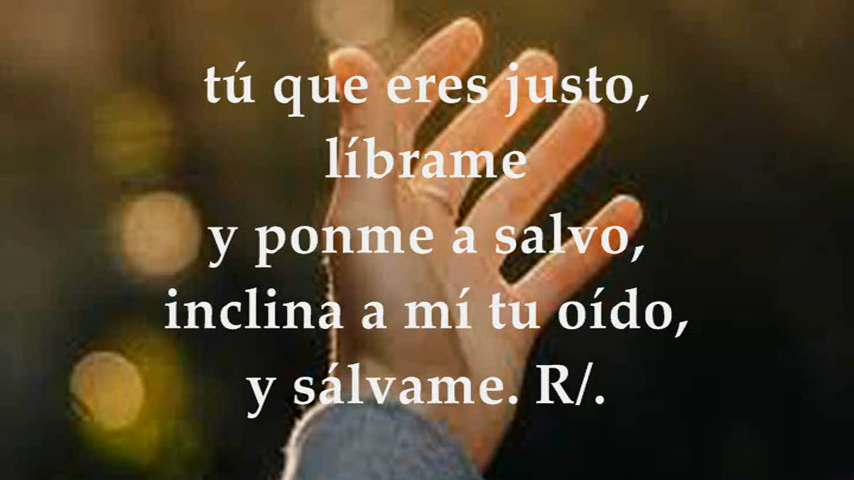 tú que eres justo,
líbrame
y ponme a salvo,
inclina a mí tu oído,
y sálvame. R/.